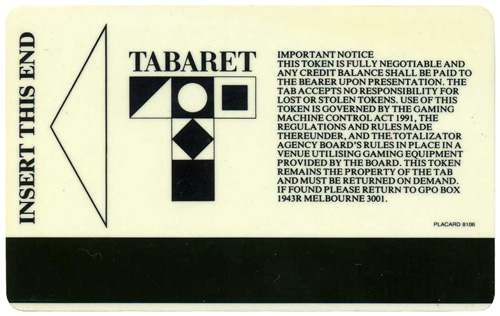 INSERT THIS END
TABARET
IMPORTANT NOTICE
THIS TOKEN IS FULLY NEGOTIABLE AND
ANY CREDIT BALANCE SHALL BE PAID TO
THE BEARER UPON PRESENTATION. THE
TAB ACCEPTS NO RESPONSIBILITY FOR
LOST OR STOLEN TOKENS. USE OF THIS
TOKEN IS GOVERNED BY THE GAMING
MACHINE CONTROL ACT 1991, THE
REGULATIONS AND RULES MADE
THEREUNDER, AND THE.TOTALIZATOR
AGENCY BOARD'S RULES IN PLACE IN A
VENUE UTILISING GAMING EQUIPMENT
PROVIDED BY THE BOARD. THIS TOKEN
REMAINS THE PROPERTY OF THE TAB
AND MUST BE RETURNED ON DEMAND.
IF FOUND PLEASE RETURN TO GPO BOX
1943R MELBOURNE 3001.
PLACARD 8106